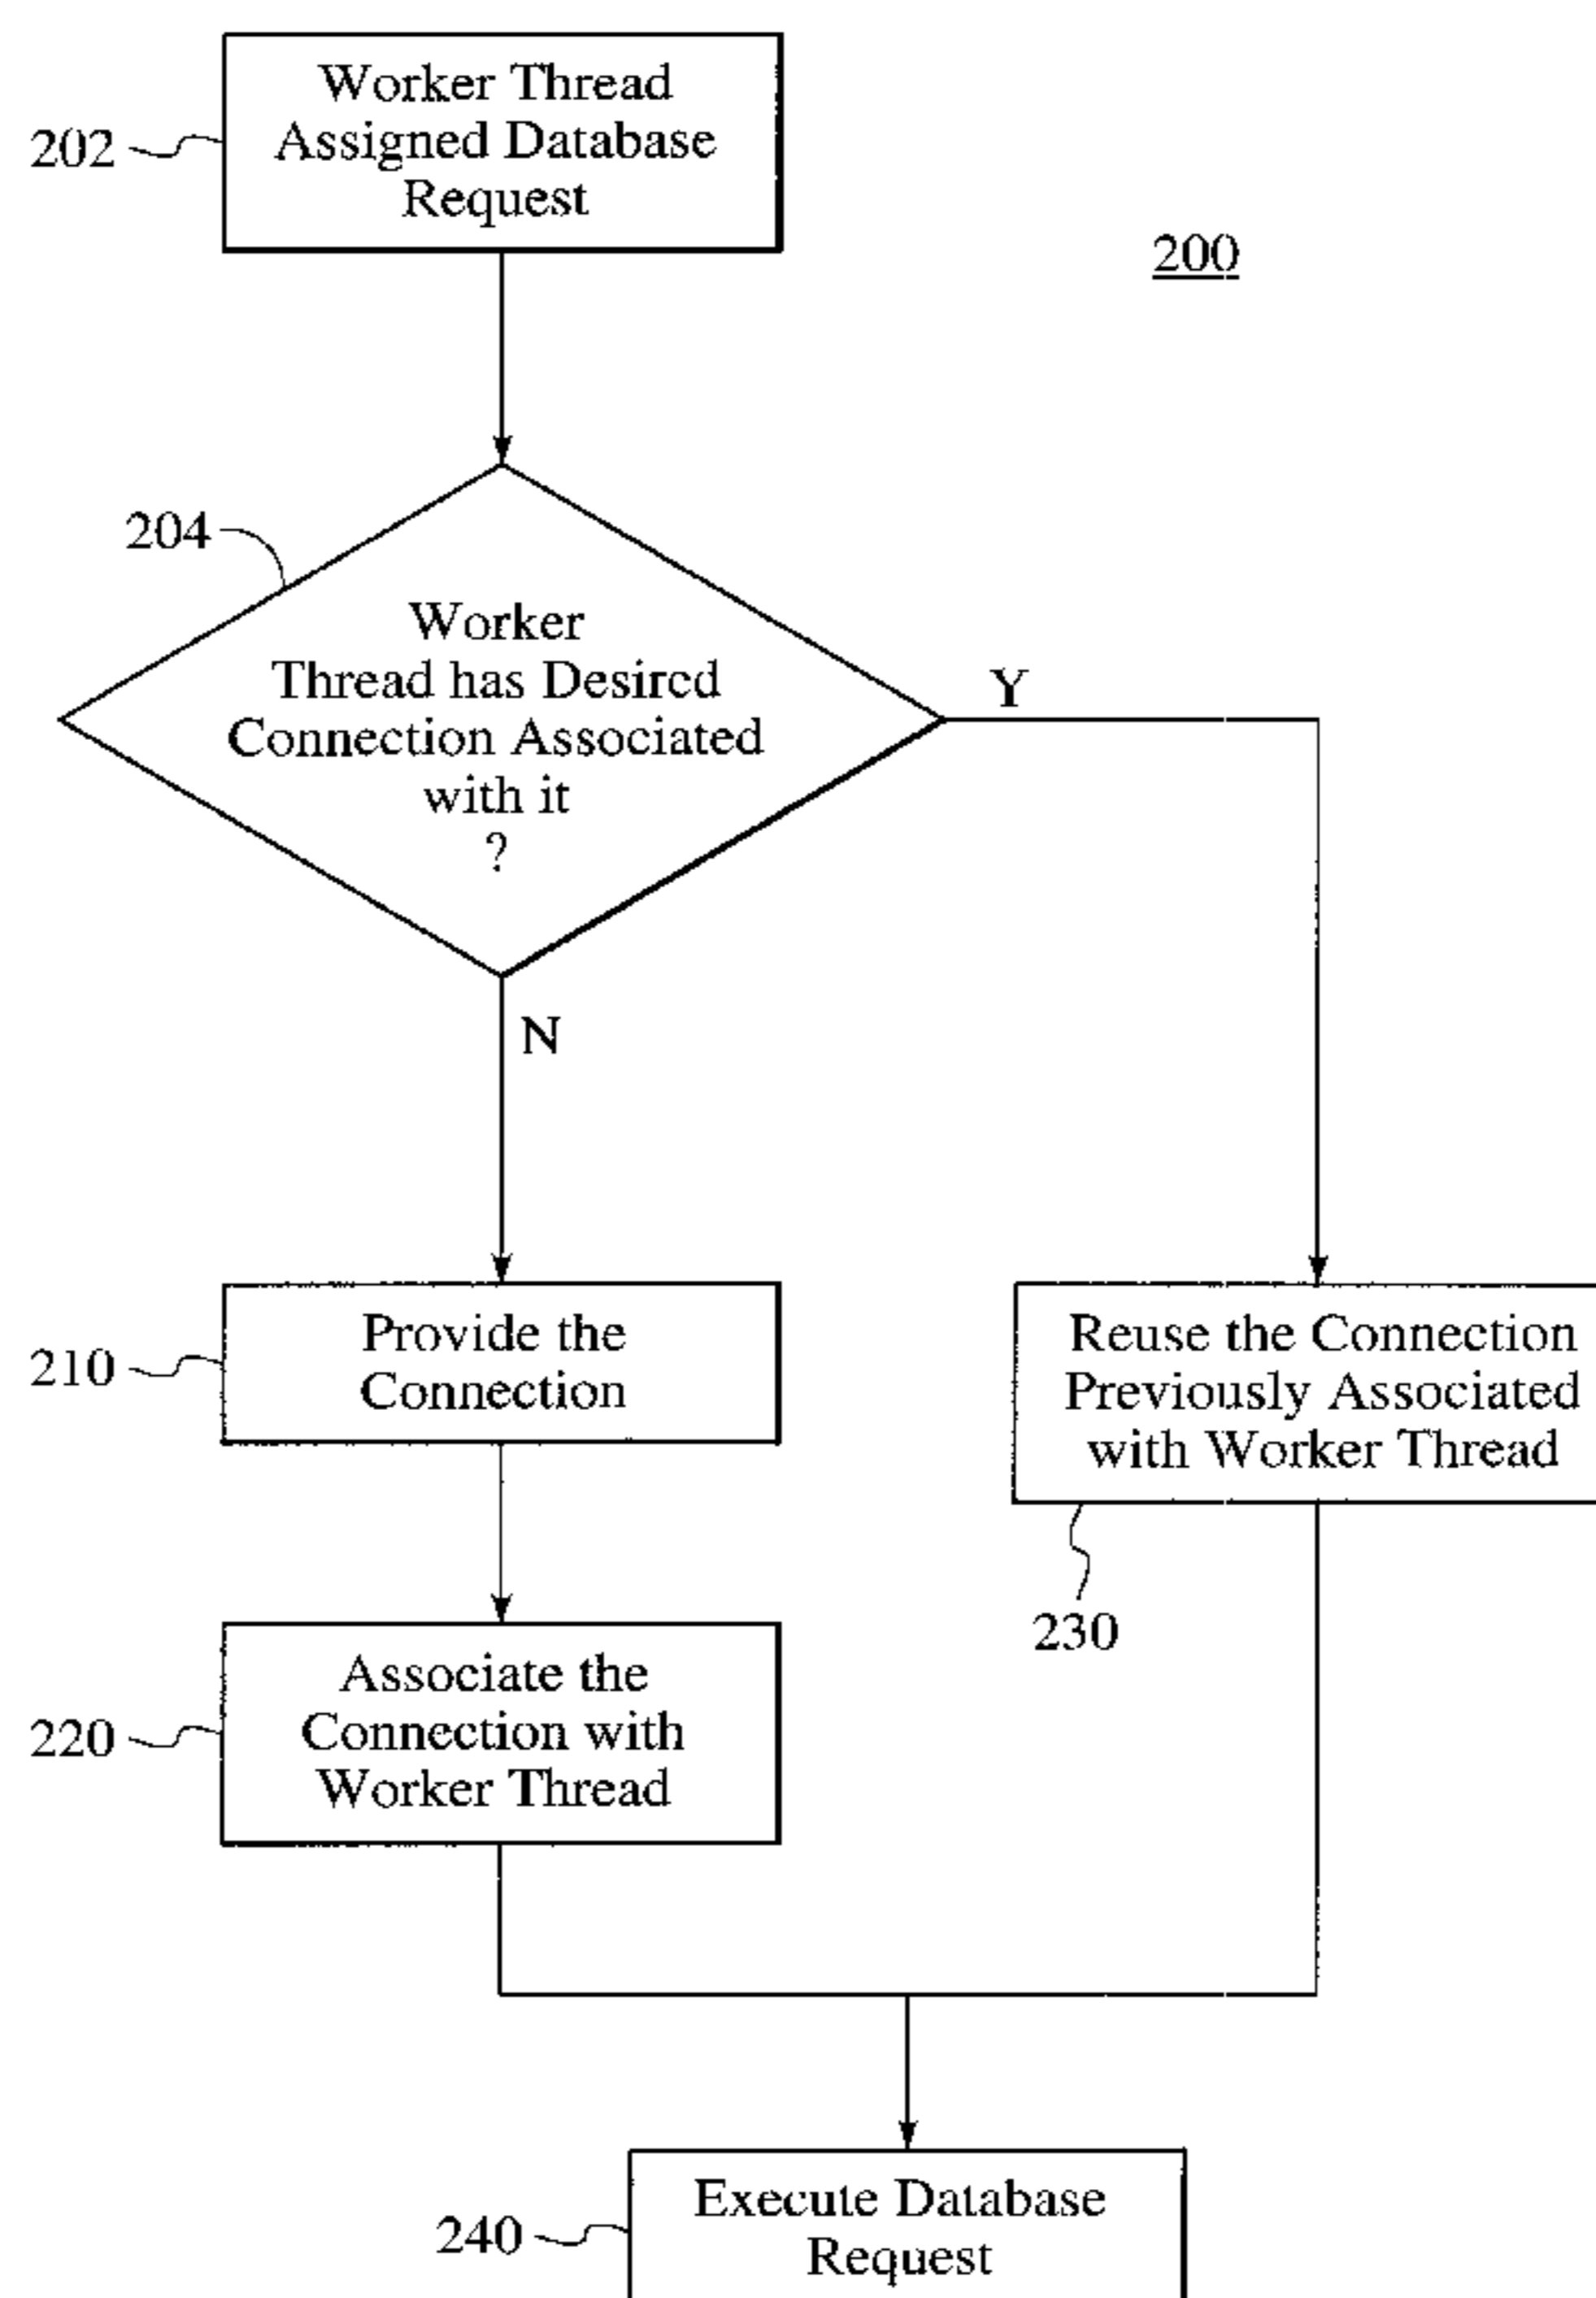 Worker Thread
Assigned Database
Request
202
200
204
Worker
Thread has Desired
Connection Associated
with it
?
Y
N
Provide the
Connection
210
Reuse the Connection
Previously Associated
with Worker Thread
230
Associate the
Connection with
Worker Thread
220
Execute Database
Request
240